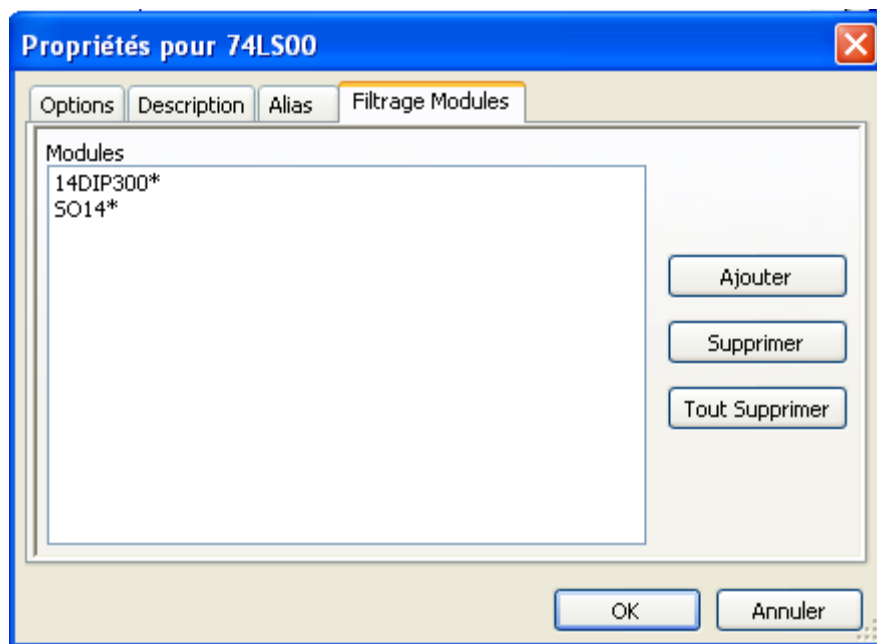 Propriétés pour 74LS00
Options Description Alias Filtrage Modules
Modules
14DIP300*
SO14*
Ajouter
Supprimer
Tout Supprimer
OK Annuler